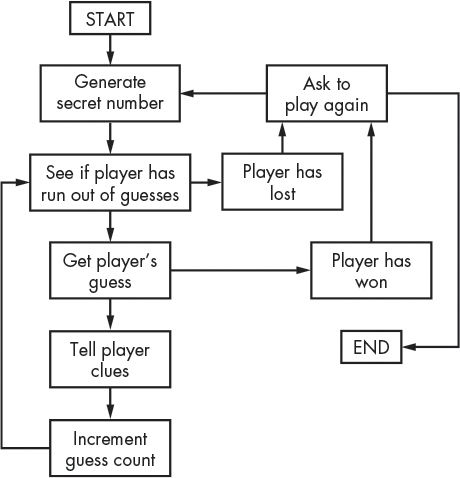 START
Generate
secret number
Ask to
play again
See if player has
run out of guesses
Player has
lost
Get player's
guess
Player has
won
Tell player
clues
END
Increment
guess count